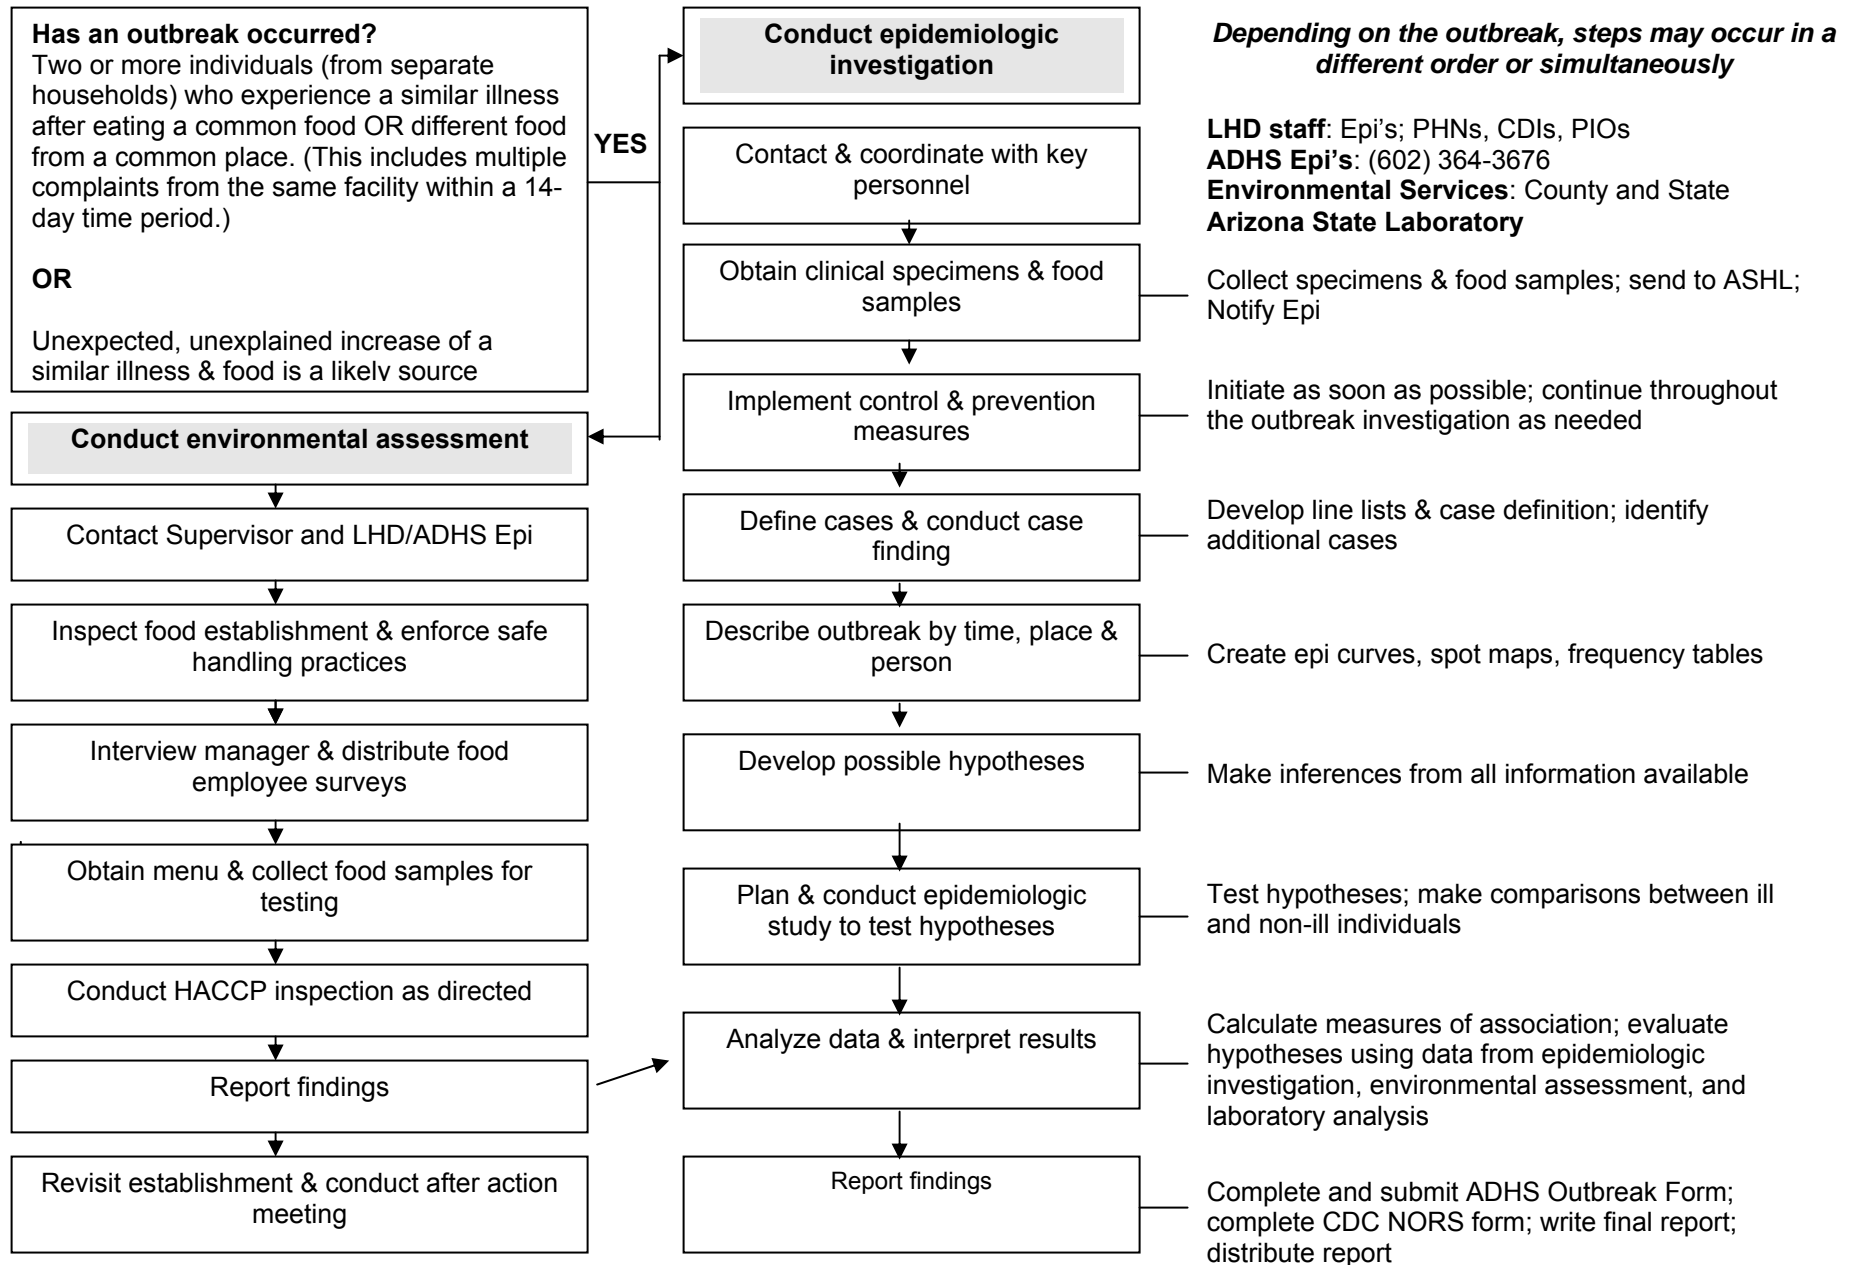 Has an outbreak occurred?
Two or more individuals (from separate
households) who experience a similar illness
after eating a common food OR different food
from a common place. (This includes multiple
complaints from the same facility within a 14-
day time period.)
OR
Unexpected, unexplained increase of a
similar illness & food is a likely source
YES
Conduct environmental assessment
Contact Supervisor and LHD/ADHS Epi
Inspect food establishment & enforce safe
handling practices
Interview manager & distribute food
employee surveys
Obtain menu & collect food samples for
testing
Conduct HACCP inspection as directed
Report findings
Revisit establishment & conduct after action
meeting
Conduct epidemiologic
investigation
Contact & coordinate with key
personnel
Obtain clinical specimens & food
samples
Implement control & prevention
measures
Define cases & conduct case
finding
Describe outbreak by time, place &
person
Develop possible hypotheses
Plan & conduct epidemiologic
study to test hypotheses
Analyze data & interpret results
Report findings
Depending on the outbreak, steps may occur in a
different order or simultaneously
LHD staff: Epi's; PHNs, CDIs, PIOs
ADHS Epi's: (602) 364-3676
Environmental Services: County and State
Arizona State Laboratory
Collect specimens & food samples; send to ASHL;
Notify Epi
Initiate as soon as possible; continue throughout
the outbreak investigation as needed
Develop line lists & case definition; identify
additional cases
Create epi curves, spot maps, frequency tables
Make inferences from all information available
Test hypotheses; make comparisons between ill
and non-ill individuals
Calculate measures of association; evaluate
hypotheses using data from epidemiologic
investigation, environmental assessment, and
laboratory analysis
Complete and submit ADHS Outbreak Form;
complete CDC NORS form; write final report;
distribute report